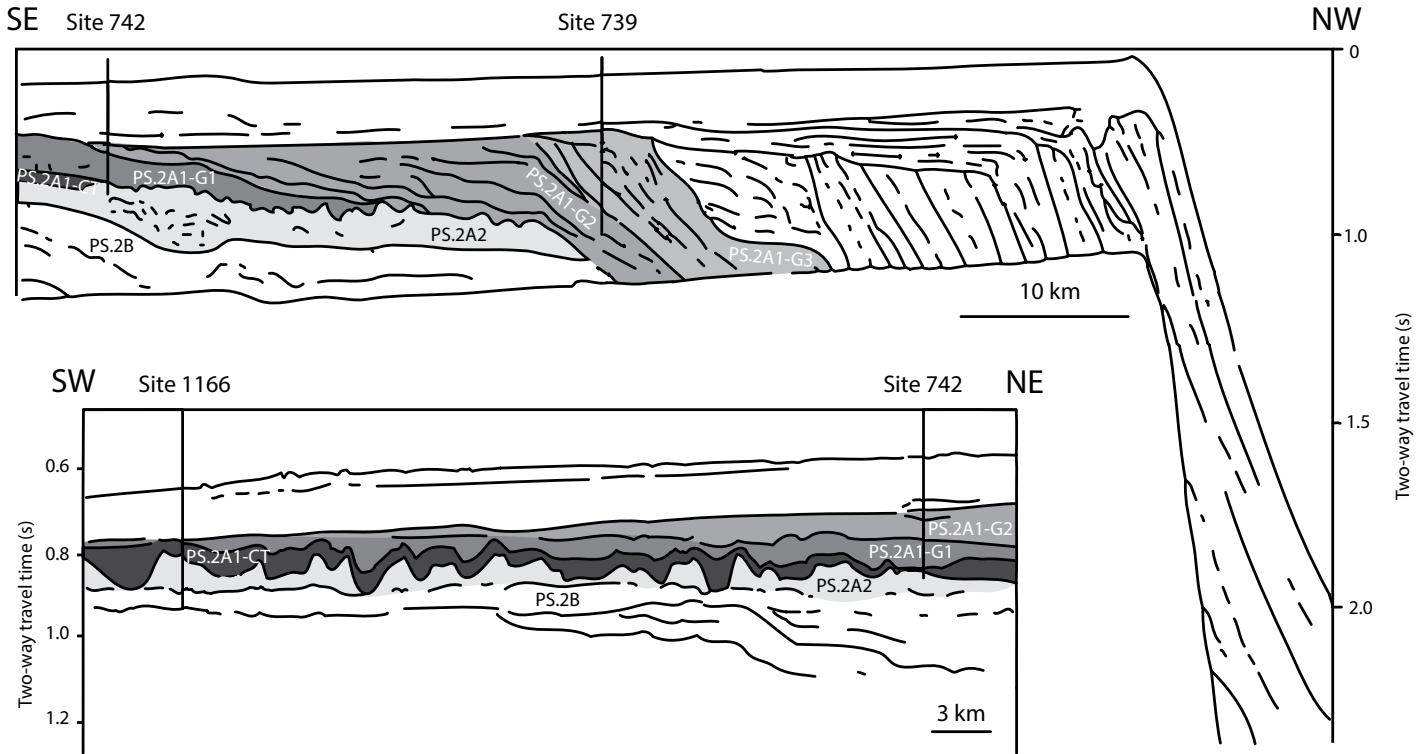 SE
Site 742
Site 739
NW
0
PS.2A1-CT
PS.2A1-G1
PS.2A1-G2
PS.2B
PS.2A2
PS.2A1-G3
1.0
10 km
1.5
2.0
Two-way travel time (s)
SW
Site 1166
Site 742
NE
0.6
0.8
1.0
1.2
Two-way travel time (s)
PS.2A1-CT
PS.2A1-G2
PS.2A1-G1
PS.2A2
PS.2B
3 km